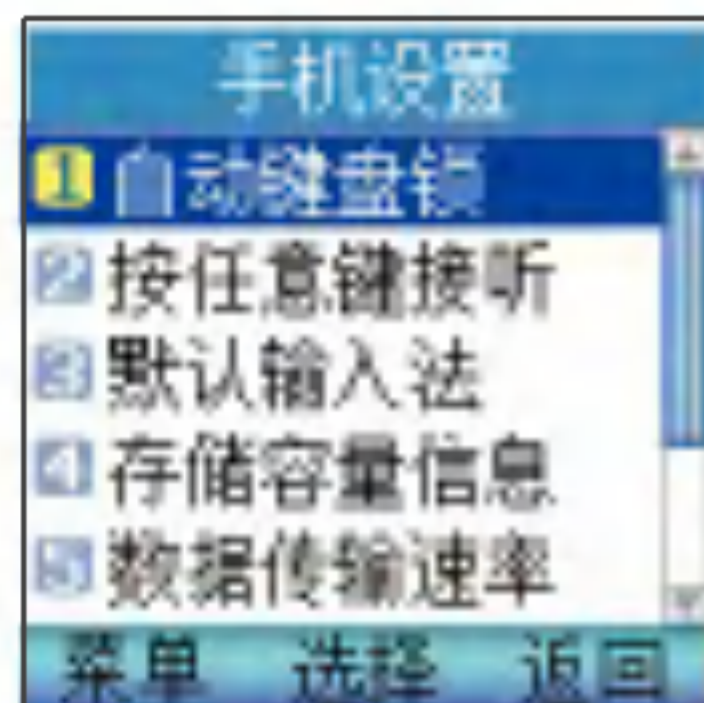 手机设置
1 自动键盘锁
2 按任意键接听
3 默认输入法
4 存储容量信息
5 数据传输速率
菜单 选择 返回